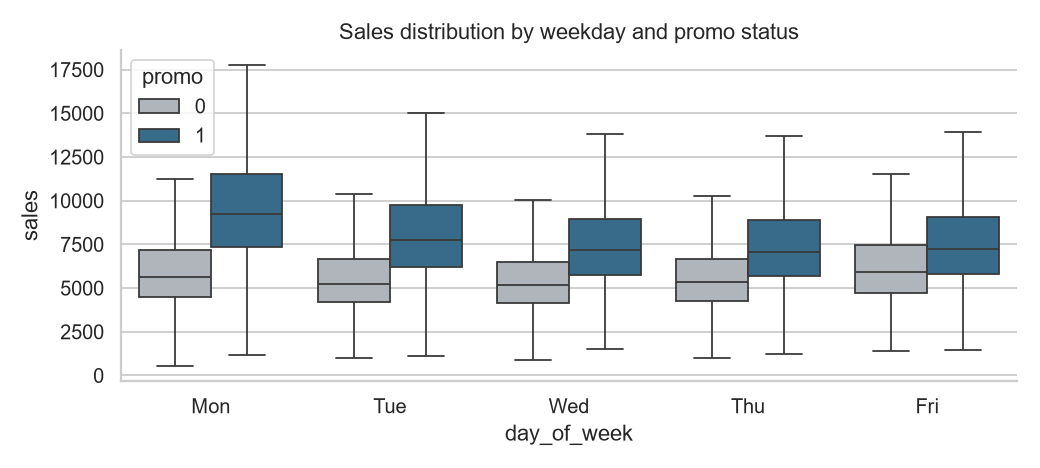 Sales distribution by weekday and promo status
promo
0
1
sales
17500
15000
12500
10000
7500
5000
2500
0
Mon Tue Wed Thu Fri
day_of_week